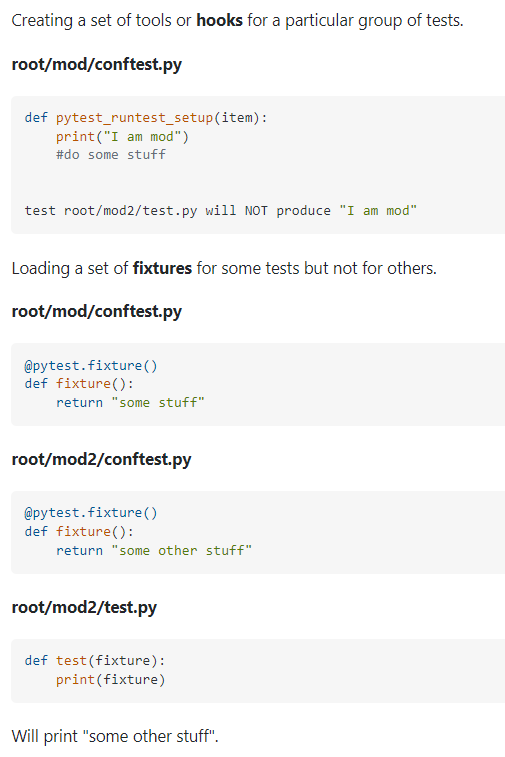 Creating a set of tools or hooks for a particular group of tests.
root/mod/conftest.py
def pytest_runtest_setup(item):
    print("I am mod")
    #do some stuff
test root/mod2/test.py will NOT produce "I am mod"
Loading a set of fixtures for some tests but not for others.
root/mod/conftest.py
@pytest.fixture()
def fixture():
    return "some stuff"
root/mod2/conftest.py
@pytest.fixture()
def fixture():
    return "some other stuff"
root/mod2/test.py
def test(fixture):
    print(fixture)
Will print "some other stuff".